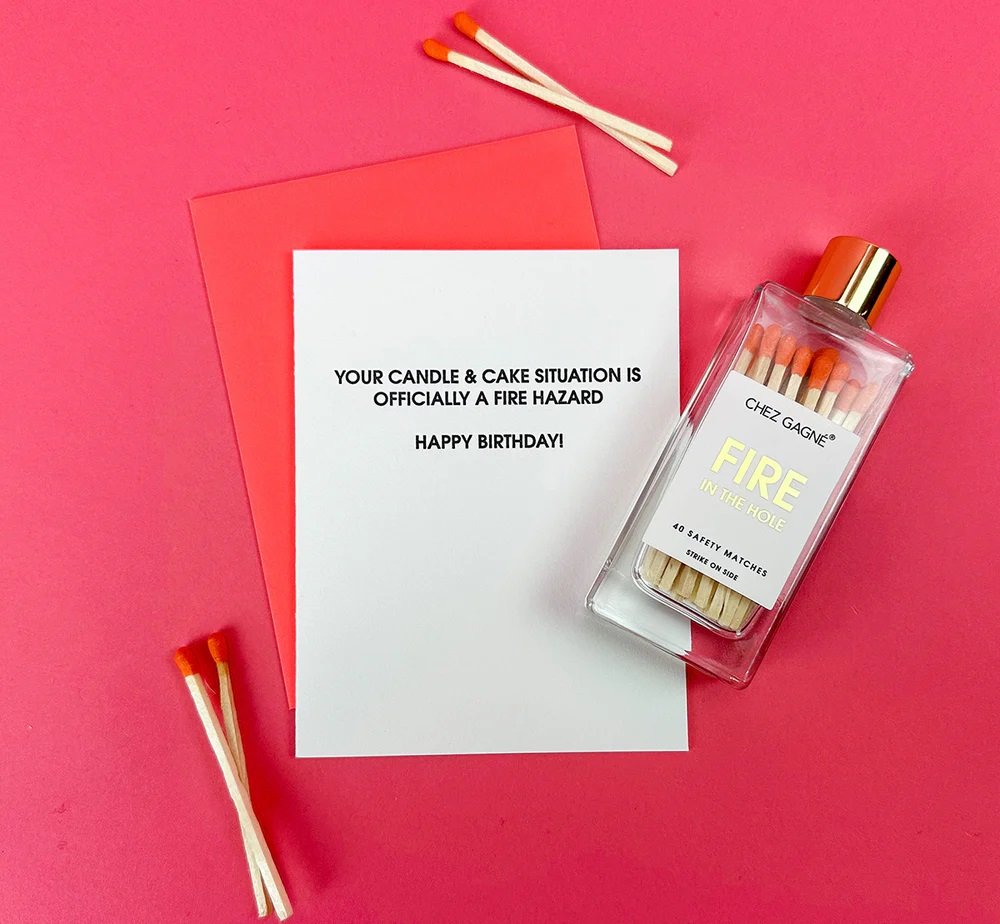 YOUR CANDLE & CAKE SITUATION IS
OFFICIALLY A FIRE HAZARD
HAPPY BIRTHDAY!
CHEZ GAGNÉ®
FIRE
IN THE HOLE
40 SAFETY MATCHES
STRIKE ON SIDE